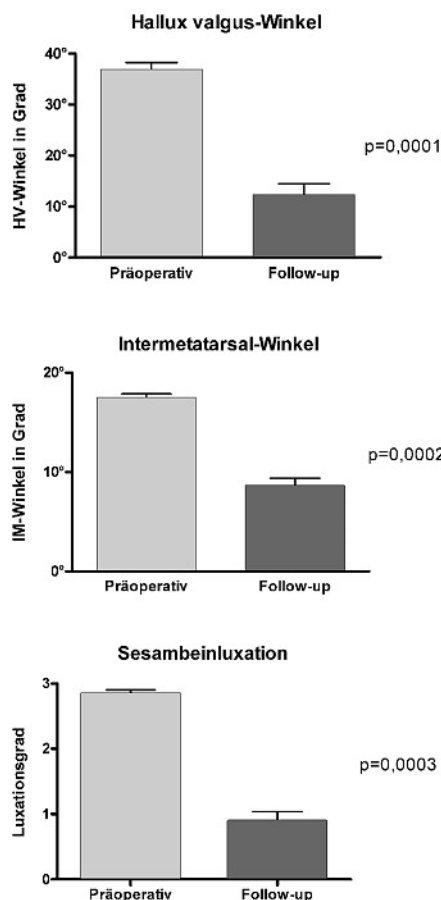 Hallux valgus-Winkel
HV-Winkel in Grad
40°
30°
20°
10°
0°
p=0,0001
Präoperativ Follow-up
Intermetatarsal-Winkel
IM-Winkel in Grad
20°
10°
0°
p=0,0002
Präoperativ Follow-up
Sesambeinluxation
Luxationsgrad
3
2
1
0
p=0,0003
Präoperativ Follow-up